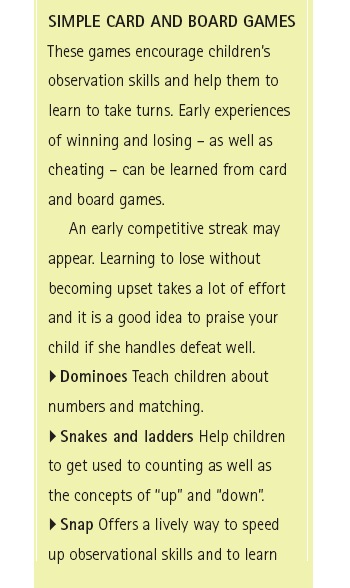 SIMPLE CARD AND BOARD GAMES
These games encourage children's
observation skills and help them to
learn to take turns. Early experiences
of winning and losing – as well as
cheating – can be learned from card
and board games.
An early competitive streak may
appear. Learning to lose without
becoming upset takes a lot of effort
and it is a good idea to praise your
child if she handles defeat well.
▶ Dominoes Teach children about
numbers and matching.
▶ Snakes and ladders Help children
to get used to counting as well as
the concepts of “up” and “down”.
▶ Snap Offers a lively way to speed
up observational skills and to learn